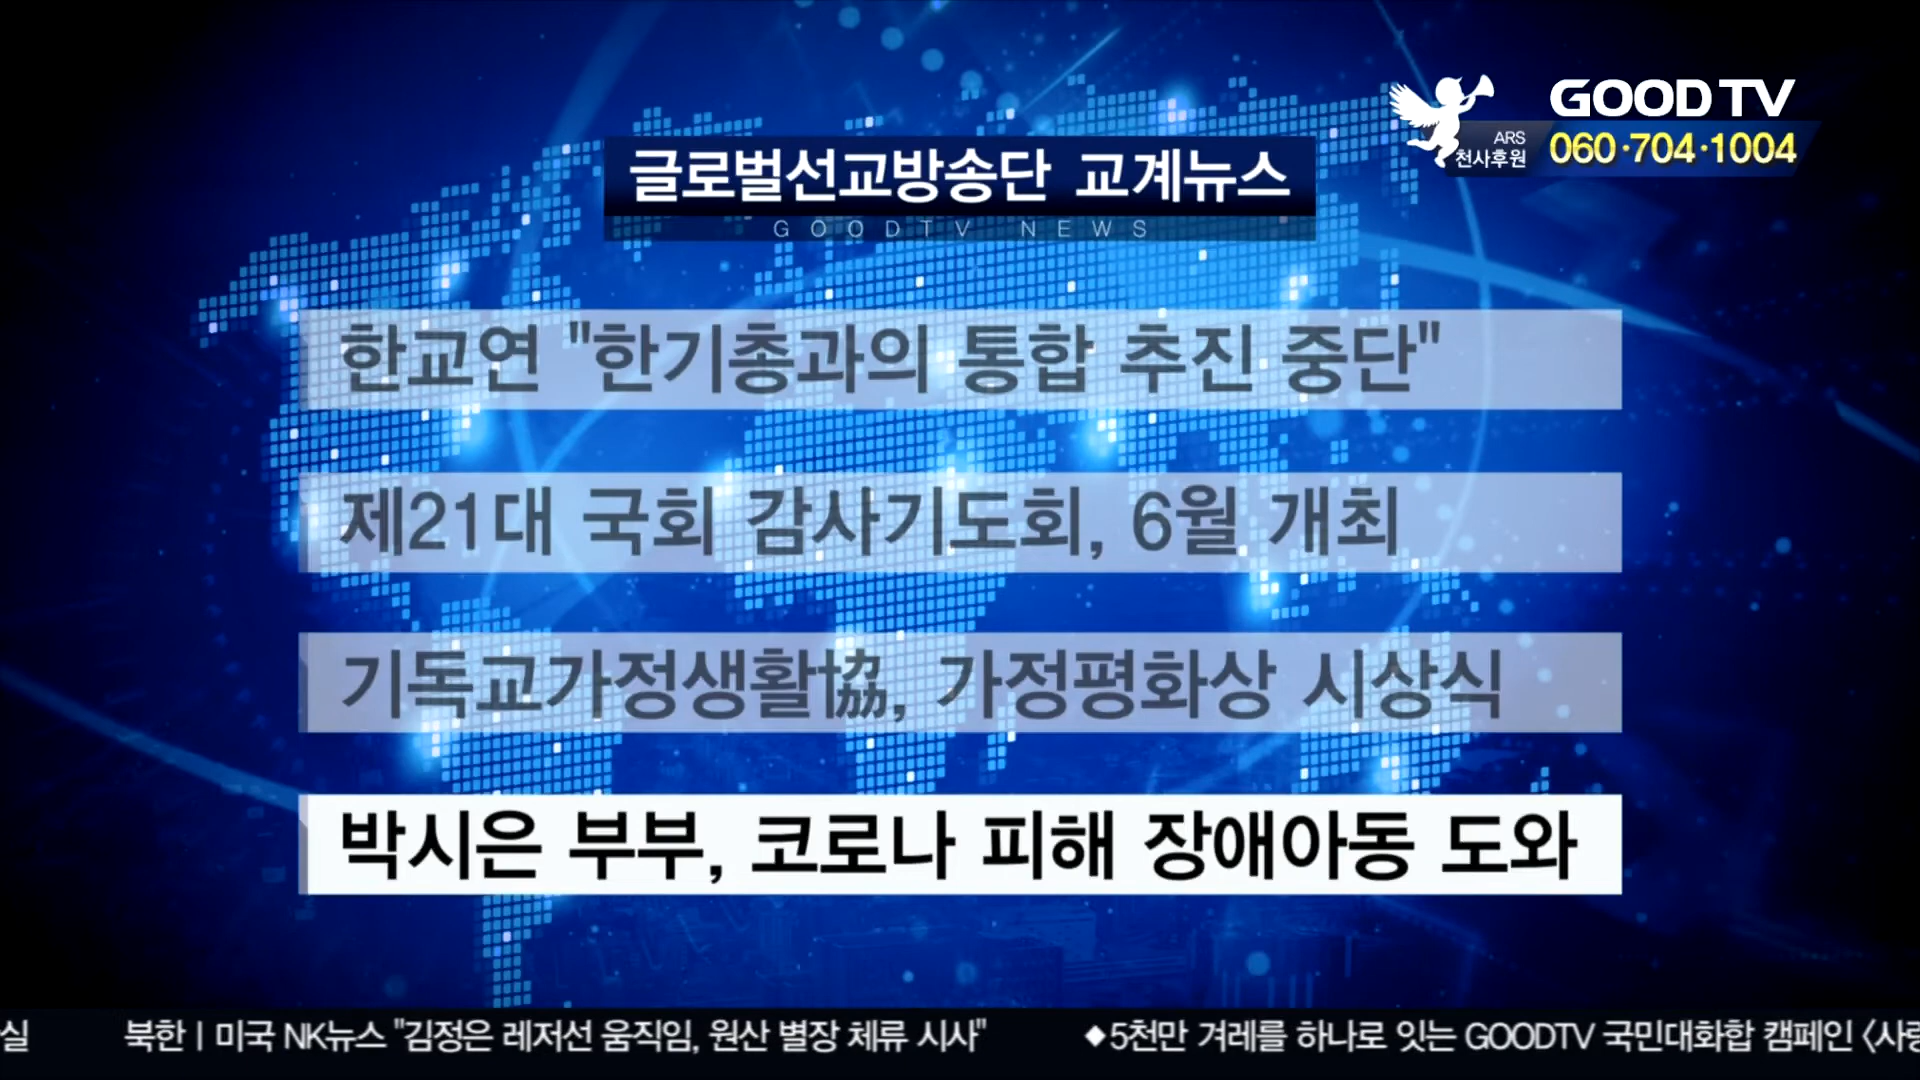 GOOD TV
ARS
천사후원
060·704·1004
글로벌선교방송단 교계뉴스
GOODTV NEWS
한교연 "한기총과의 통합 추진 중단"
제21대 국회 감사기도회, 6월 개최
기독교가정생활協, 가정평화상 시상식
박시은 부부, 코로나 피해 장애아동 도와
실 북한 | 미국 NK뉴스 "김정은 레저선 움직임, 원산 별장 체류 시사" ◆5천만 겨레를 하나로 잇는 GOODTV 국민대화합 캠페인 <사랑